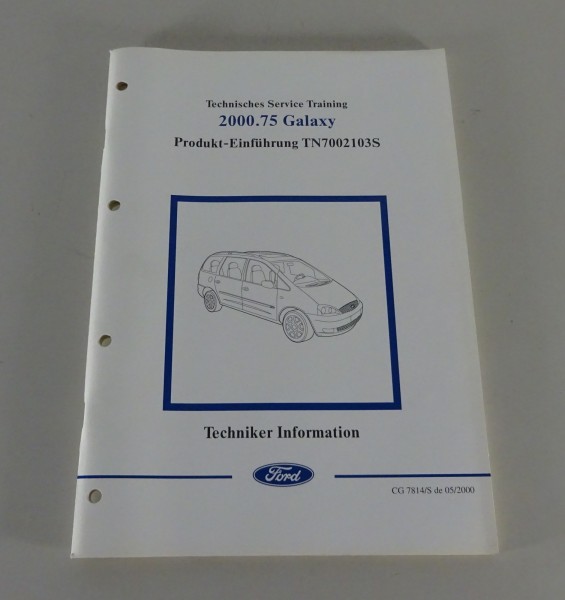 Technisches Service Training
2000.75 Galaxy
Produkt-Einführung TN7002103S
Techniker Information
Ford
CG 7814/S de 05/2000